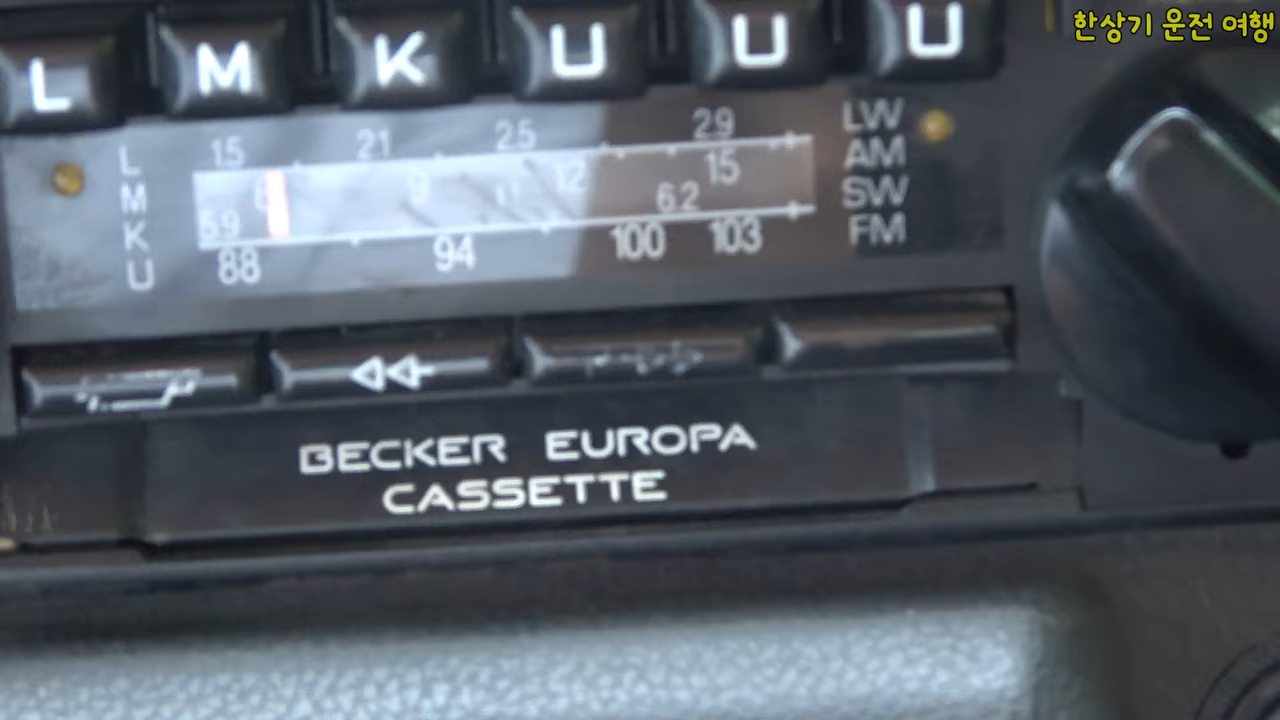 한상기 운전 여행
L M K U U U
L 15 21 25 29 LW
M 6 9 11 12 15 AM
K 5.9 6.2 SW
U 88 94 100 103 FM
BECKER EUROPA
CASSETTE